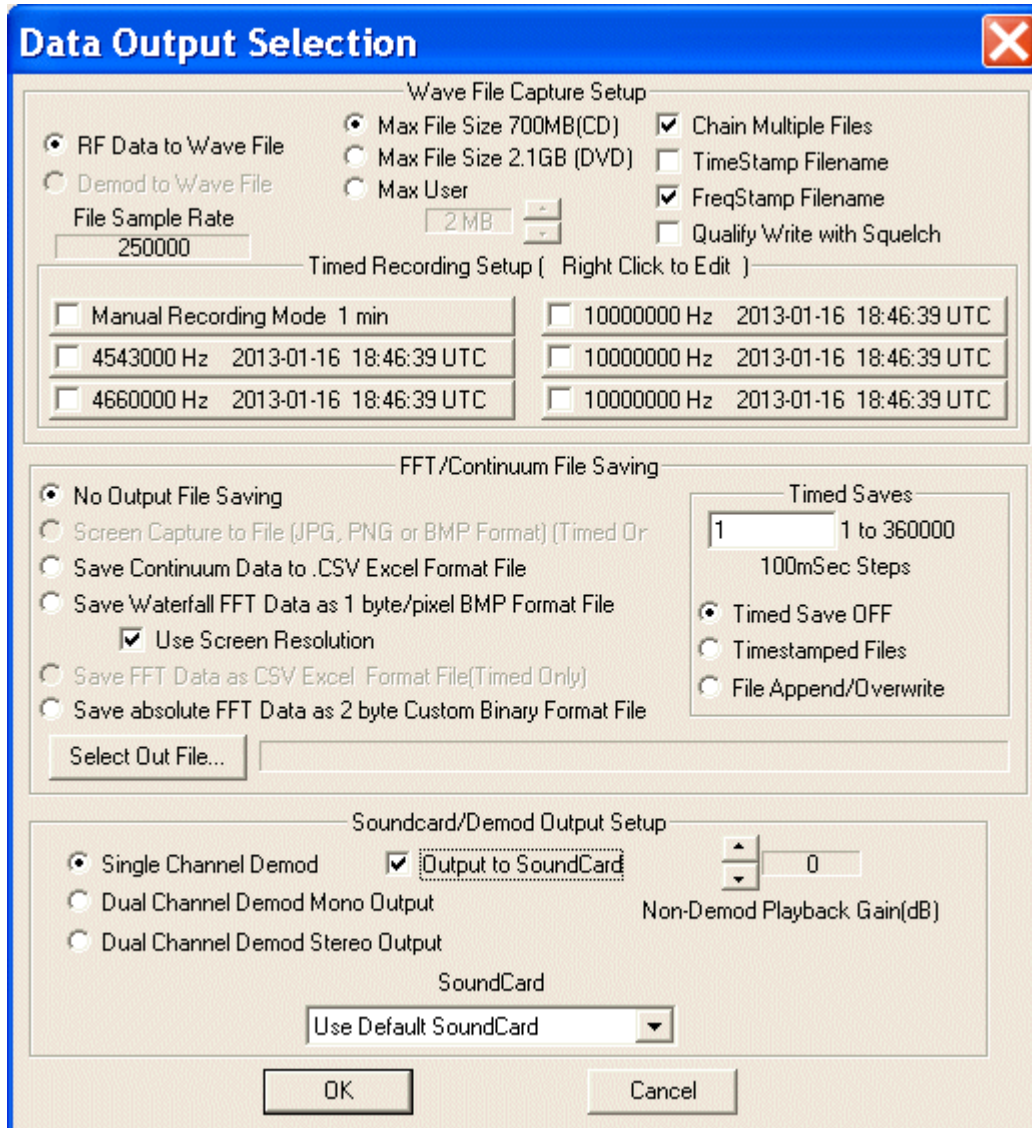 Data Output Selection
Wave File Capture Setup
RF Data to Wave File
Demod to Wave File
File Sample Rate
250000
Max File Size 700MB(CD)
Max File Size 2.1GB (DVD)
Max User
2 MB
Chain Multiple Files
TimeStamp Filename
FreqStamp Filename
Qualify Write with Squelch
Timed Recording Setup ( Right Click to Edit )
Manual Recording Mode 1 min
10000000 Hz 2013-01-16 18:46:39 UTC
4543000 Hz 2013-01-16 18:46:39 UTC
10000000 Hz 2013-01-16 18:46:39 UTC
4660000 Hz 2013-01-16 18:46:39 UTC
10000000 Hz 2013-01-16 18:46:39 UTC
FFT/Continuum File Saving
No Output File Saving
Screen Capture to File (JPG, PNG or BMP Format) (Timed Or
Save Continuum Data to .CSV Excel Format File
Save Waterfall FFT Data as 1 byte/pixel BMP Format File
Use Screen Resolution
Save FFT Data as CSV Excel Format File(Timed Only)
Save absolute FFT Data as 2 byte Custom Binary Format File
Select Out File...
Timed Saves
1 1 to 360000
100mSec Steps
Timed Save OFF
Timestamped Files
File Append/Overwrite
Soundcard/Demod Output Setup
Single Channel Demod
Output to SoundCard
0
Dual Channel Demod Mono Output
Non-Demod Playback Gain(dB)
Dual Channel Demod Stereo Output
SoundCard
Use Default SoundCard
OK
Cancel